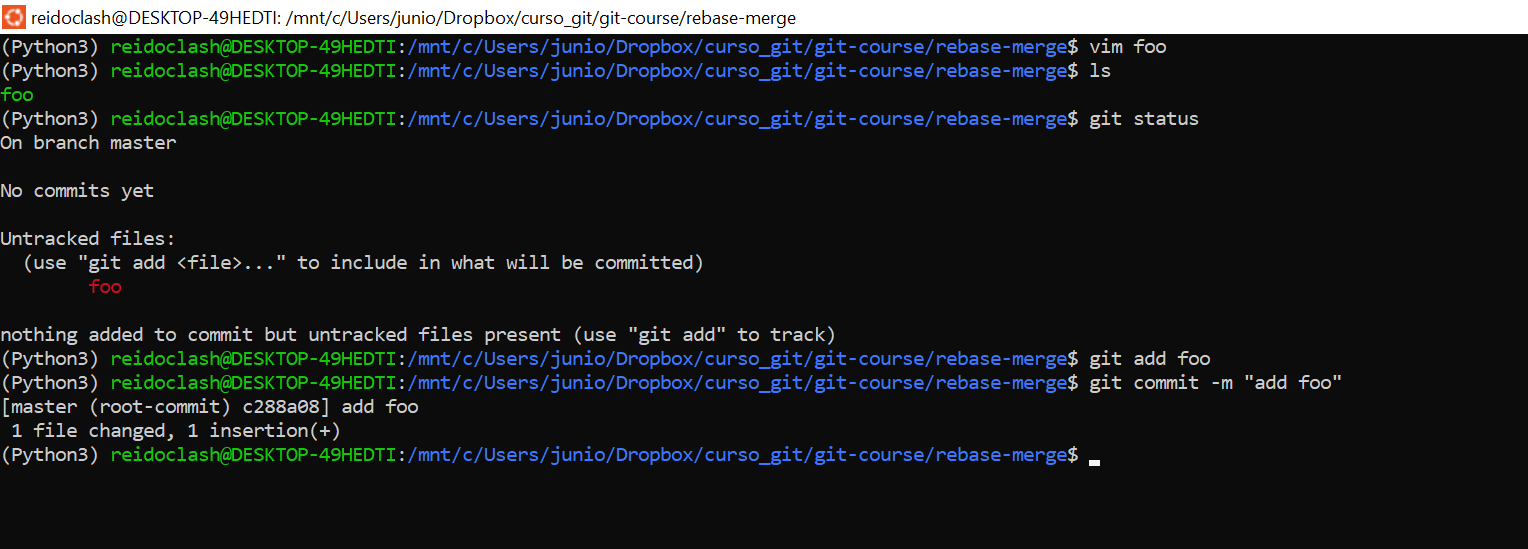 reidoclash@DESKTOP-49HEDTI: /mnt/c/Users/junio/Dropbox/curso_git/git-course/rebase-merge
(Python3) reidoclash@DESKTOP-49HEDTI:/mnt/c/Users/junio/Dropbox/curso_git/git-course/rebase-merge$ vim foo
(Python3) reidoclash@DESKTOP-49HEDTI:/mnt/c/Users/junio/Dropbox/curso_git/git-course/rebase-merge$ ls
foo
(Python3) reidoclash@DESKTOP-49HEDTI:/mnt/c/Users/junio/Dropbox/curso_git/git-course/rebase-merge$ git status
On branch master
No commits yet
Untracked files:
  (use "git add <file>..." to include in what will be committed)
        foo
nothing added to commit but untracked files present (use "git add" to track)
(Python3) reidoclash@DESKTOP-49HEDTI:/mnt/c/Users/junio/Dropbox/curso_git/git-course/rebase-merge$ git add foo
(Python3) reidoclash@DESKTOP-49HEDTI:/mnt/c/Users/junio/Dropbox/curso_git/git-course/rebase-merge$ git commit -m "add foo"
[master (root-commit) c288a08] add foo
 1 file changed, 1 insertion(+)
(Python3) reidoclash@DESKTOP-49HEDTI:/mnt/c/Users/junio/Dropbox/curso_git/git-course/rebase-merge$